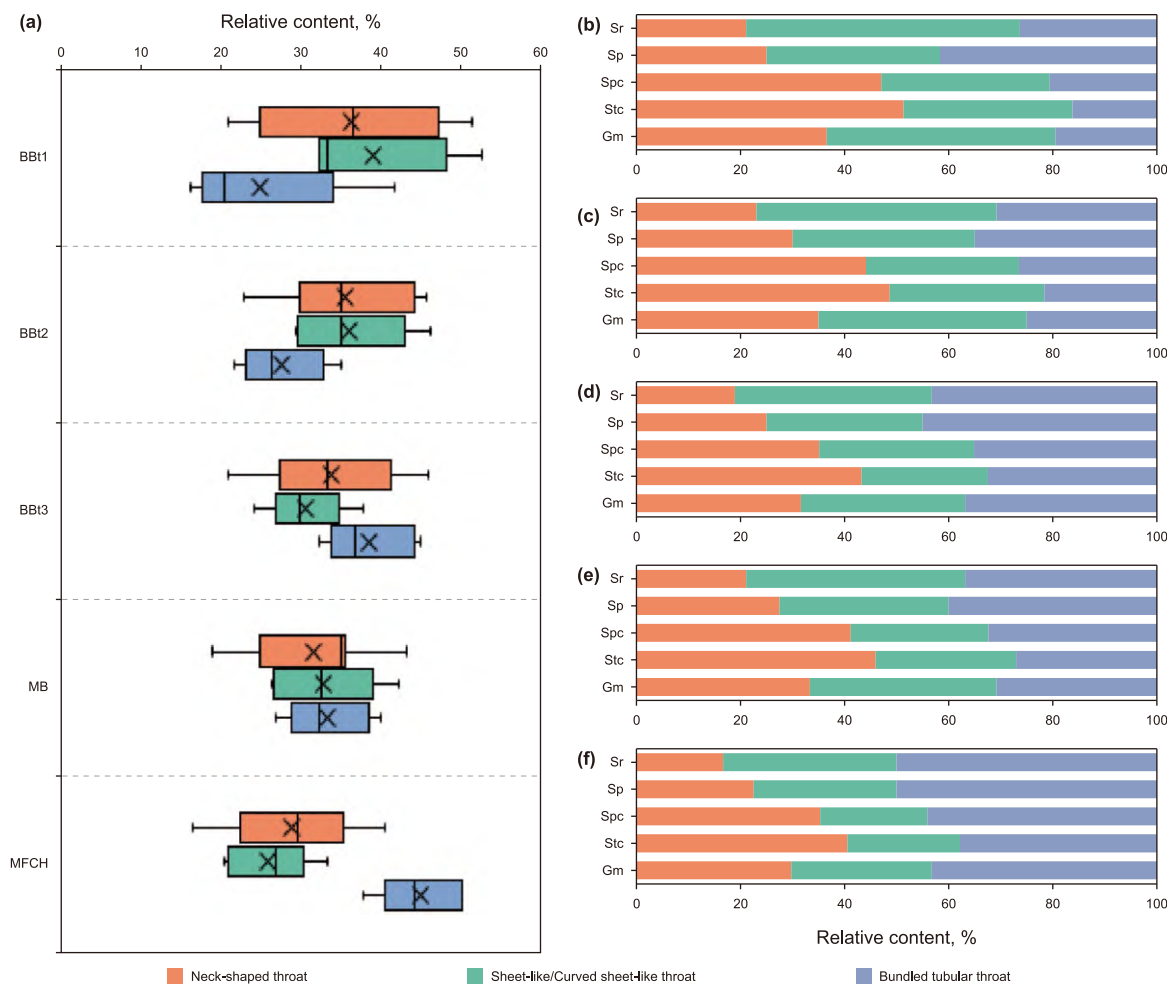 (a)
Relative content, %
0 10 20 30 40 50 60
BBt1
BBt2
BBt3
MB
MFCH
(b)
Sr
Sp
Spc
Stc
Gm
0 20 40 60 80 100
(c)
Sr
Sp
Spc
Stc
Gm
0 20 40 60 80 100
(d)
Sr
Sp
Spc
Stc
Gm
0 20 40 60 80 100
(e)
Sr
Sp
Spc
Stc
Gm
0 20 40 60 80 100
(f)
Sr
Sp
Spc
Stc
Gm
0 20 40 60 80 100
Relative content, %
Neck-shaped throat Sheet-like/Curved sheet-like throat Bundled tubular throat